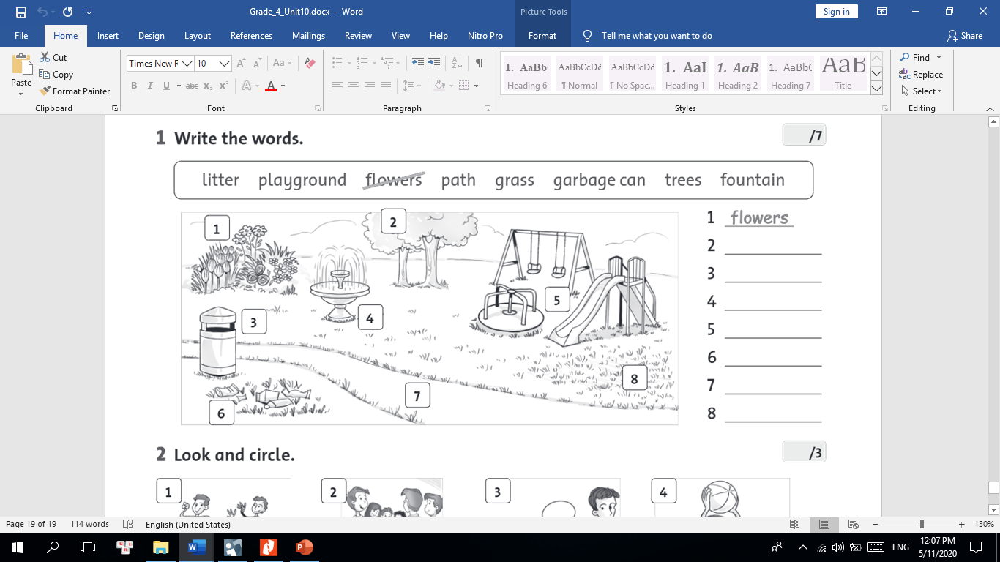 Grade_4_Unit10.docx - Word
Picture Tools
Sign in
File Home Insert Design Layout References Mailings Review View Help Nitro Pro Format Tell me what you want to do Share
Paste
Cut
Copy
Format Painter
Clipboard
Times New R 10
Font
Paragraph
1. AaBb( Heading 6
AaBbCcDd ¶ Normal
AaBbCcDd ¶ No Spac...
1. AaI Heading 1
1. AaB Heading 2
1. AaBb( Heading 7
AaB Title
Styles
Find
Replace
Select
Editing
1 Write the words. /7
litter playground flowers path grass garbage can trees fountain
1
2
3
4
5
6
7
8
1 flowers
2
3
4
5
6
7
8
2 Look and circle. /3
1 2 3 4
Page 19 of 19 114 words English (United States) 130%
ENG
12:07 PM
5/11/2020